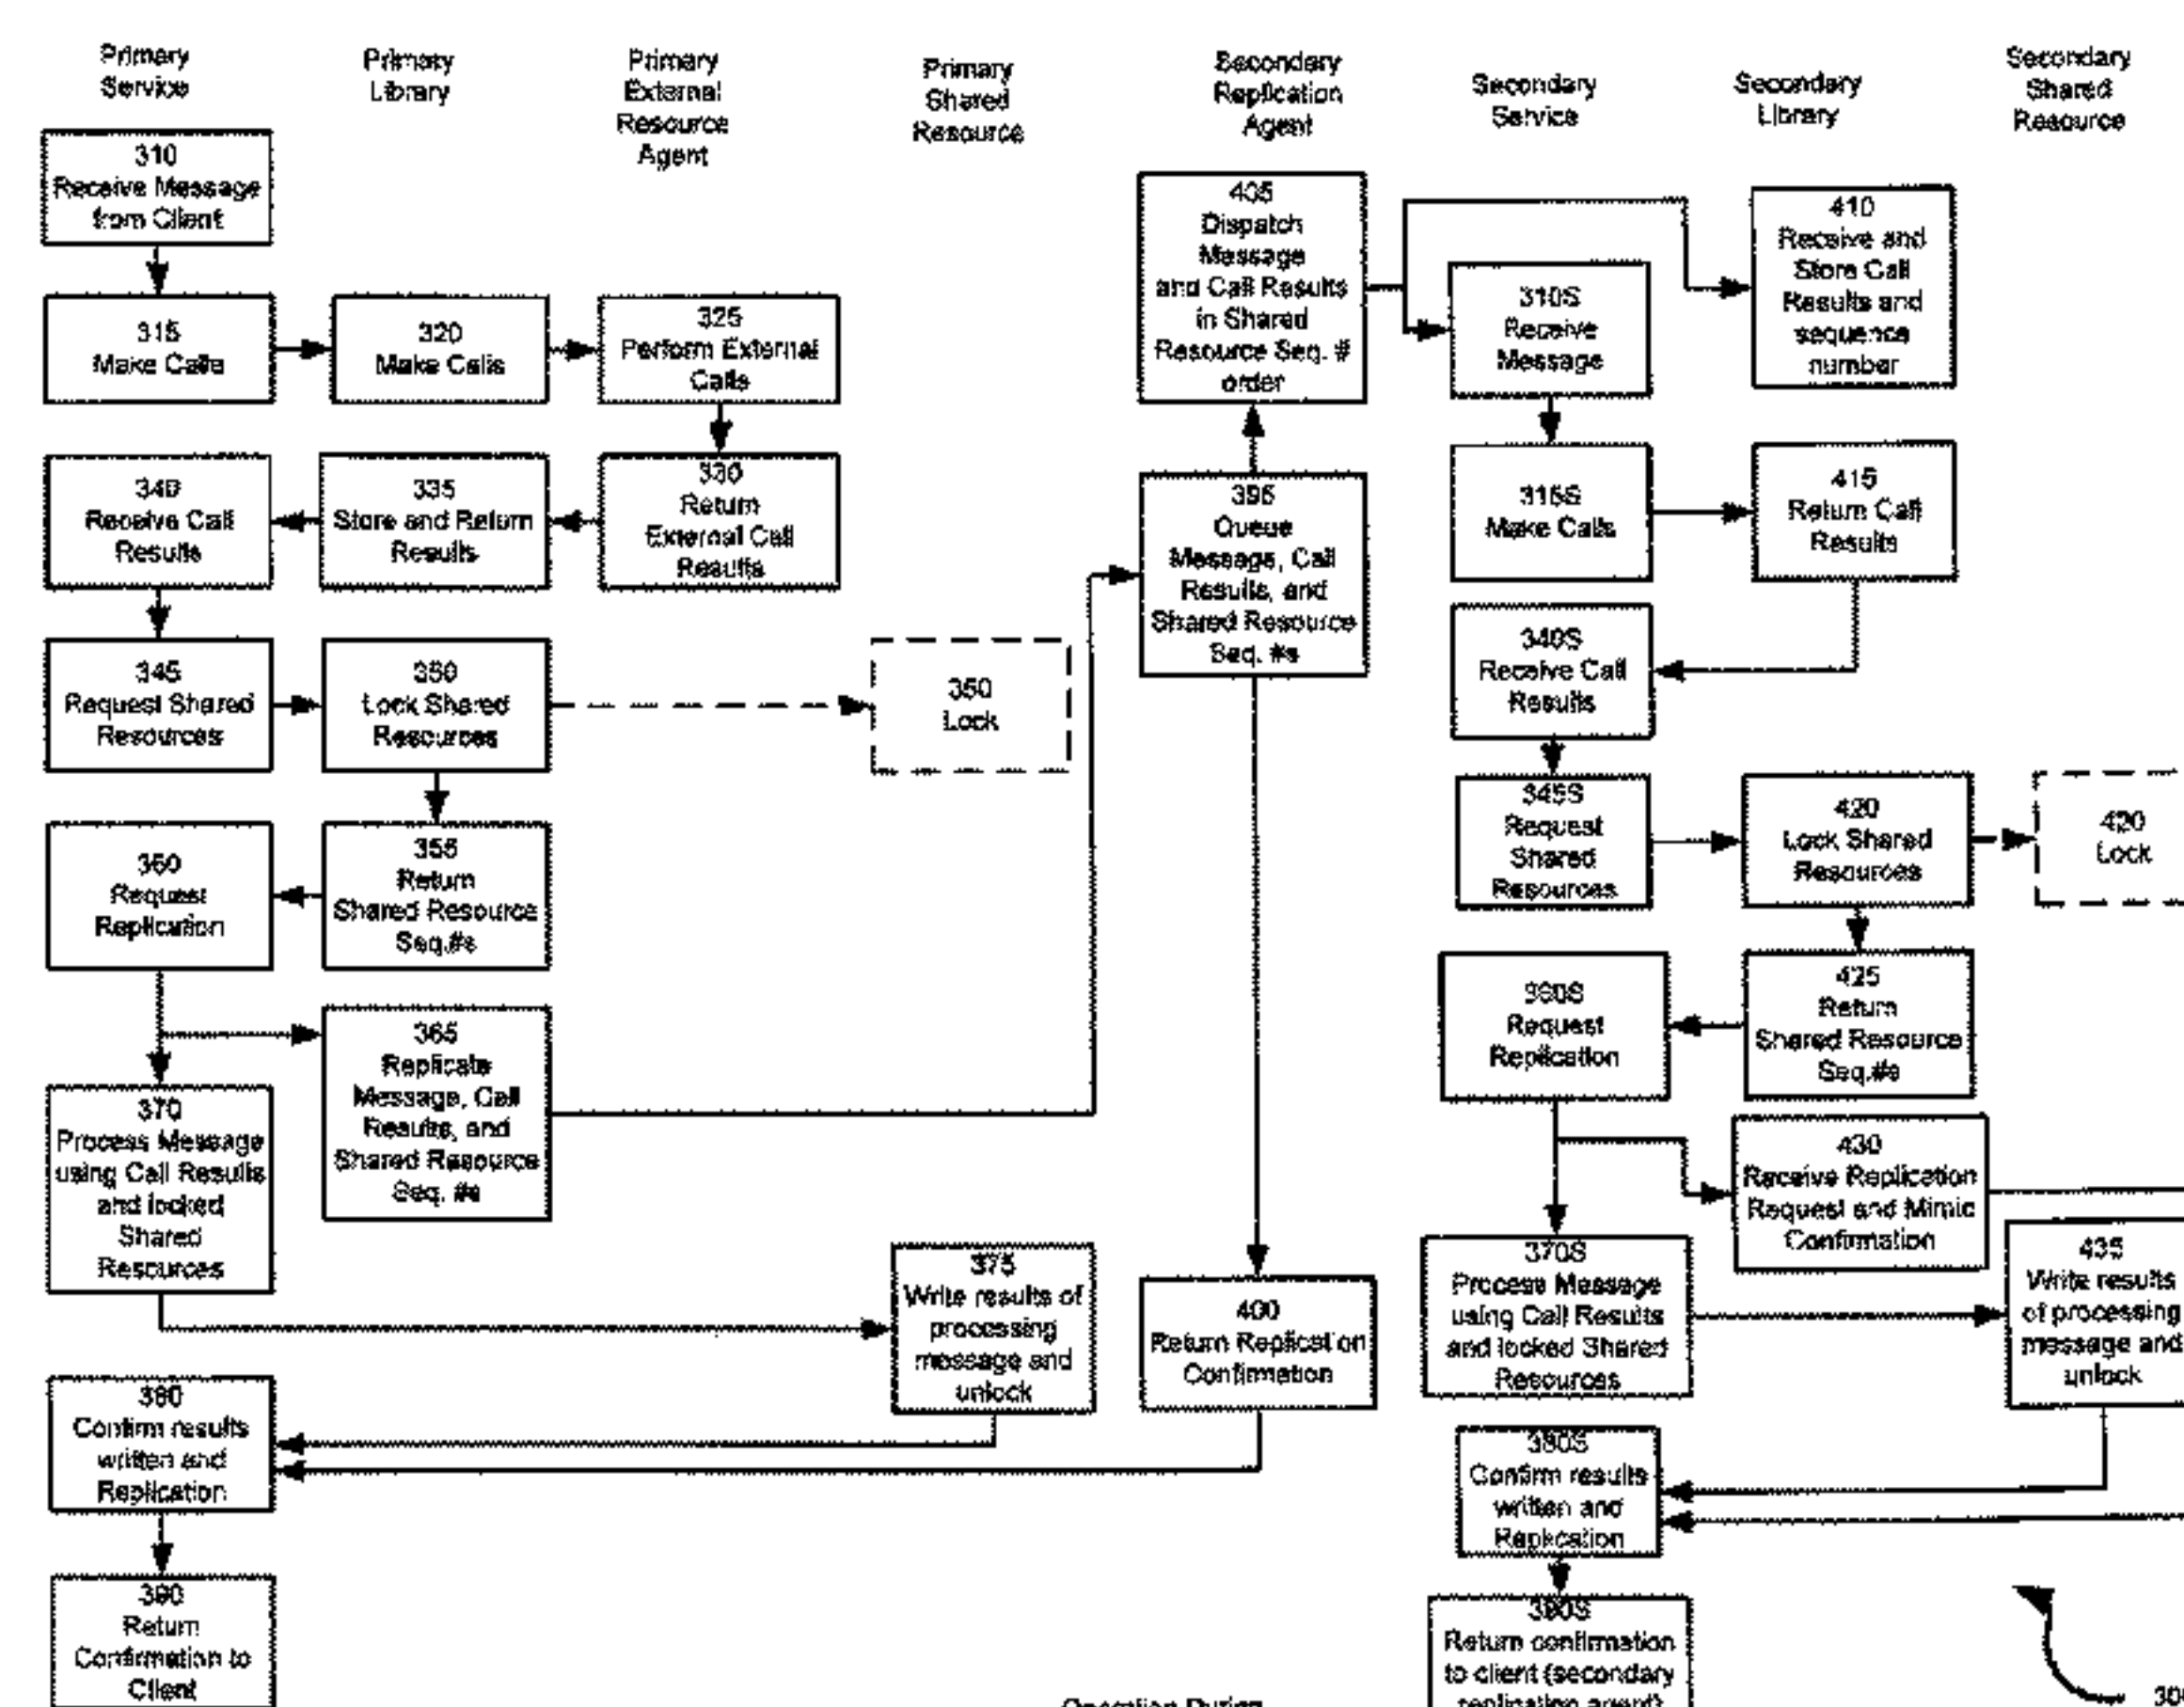 Primary
Service
Primary
Library
Primary
External
Resource
Agent
Primary
Shared
Resource
Secondary
Replication
Agent
Secondary
Service
Secondary
Library
Secondary
Shared
Resource
310
Receive Message
from Client
315
Make Calls
320
Make Calls
325
Perform External
Calls
330
Return
External Call
Results
335
Store and Return
Results
340
Receive Call
Results
345
Request Shared
Resources
350
Lock Shared
Resources
350
Lock
355
Return
Shared Resource
Seq.#s
360
Request
Replication
365
Replicate
Message, Call
Results, and
Shared Resource
Seq. #s
370
Process Message
using Call Results
and locked
Shared
Resources
375
Write results of
processing
message and
unlock
380
Confirm results
written and
Replication
390
Return
Confirmation to
Client
405
Dispatch
Message
and Call Results
in Shared
Resource Seq. #
order
395
Queue
Message, Call
Results, and
Shared Resource
Seq. #s
400
Return Replication
Confirmation
310S
Receive
Message
410
Receive and
Store Call
Results and
sequence
number
315S
Make Calls
415
Return Call
Results
340S
Receive Call
Results
345S
Request
Shared
Resources
420
Lock Shared
Resources
420
Lock
425
Return
Shared Resource
Seq.#s
360S
Request
Replication
430
Receive Replication
Request and Mimic
Confirmation
370S
Process Message
using Call Results
and locked Shared
Resources
435
Write results
of processing
message and
unlock
380S
Confirm results
written and
Replication
390S
Return confirmation
to client (secondary
replication agent)
Operation During